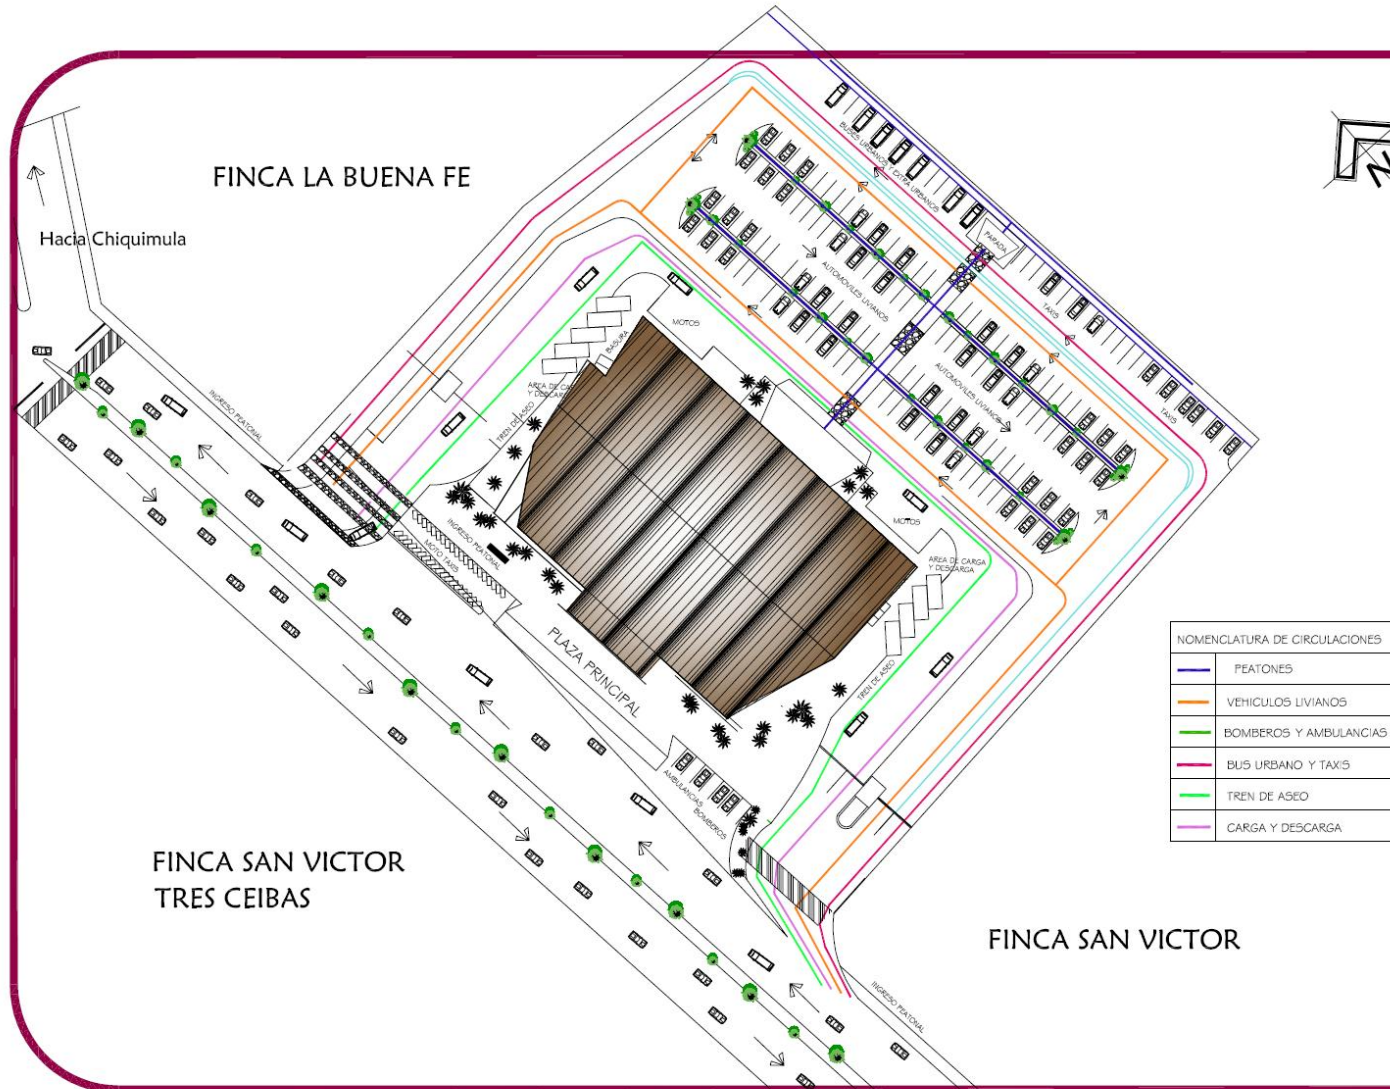 FINCA LA BUENA FE
Hacia Chiquimula
N
BUSES URBANOS Y EXTRA URBANOS
PARADA
TAXIS
TAXIS
AUTOMOVILES LIVIANOS
AUTOMOVILES LIVIANOS
MOTOS
BASURA
AREA DE CARGA
Y DESCARGA
TREN DE ASEO
INGRESO PEATONAL
INGRESO PEATONAL
MOTO TAXIS
MOTOS
AREA DE CARGA
Y DESCARGA
TREN DE ASEO
PLAZA PRINCIPAL
AMBULANCIAS
BOMBEROS
NOMENCLATURA DE CIRCULACIONES
PEATONES
VEHICULOS LIVIANOS
BOMBEROS Y AMBULANCIAS
BUS URBANO Y TAXIS
TREN DE ASEO
CARGA Y DESCARGA
FINCA SAN VICTOR
TRES CEIBAS
FINCA SAN VICTOR
INGRESO PEATONAL